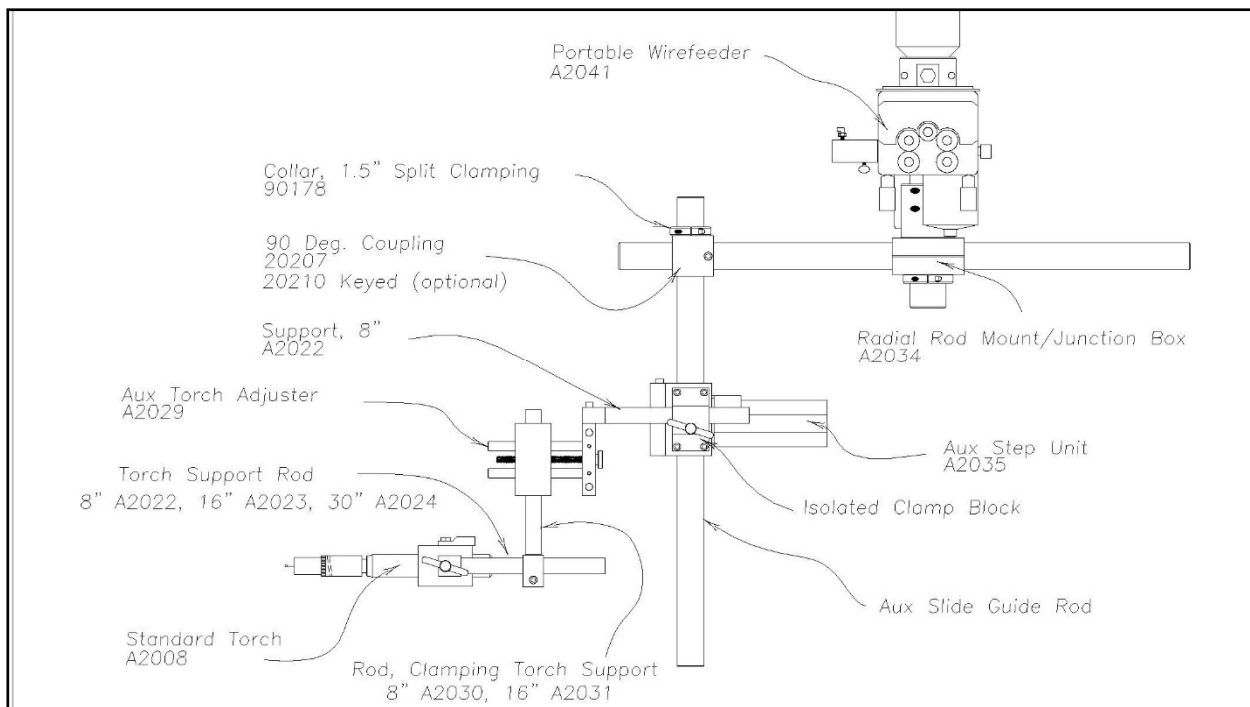 Portable Wirefeeder
A2041
Collar, 1.5” Split Clamping
90178
90 Deg. Coupling
20207
20210 Keyed (optional)
Support, 8”
A2022
Radial Rod Mount/Junction Box
A2034
Aux Torch Adjuster
A2029
Aux Step Unit
A2035
Torch Support Rod
8” A2022, 16” A2023, 30” A2024
Isolated Clamp Block
Aux Slide Guide Rod
Standard Torch
A2008
Rod, Clamping Torch Support
8” A2030, 16” A2031